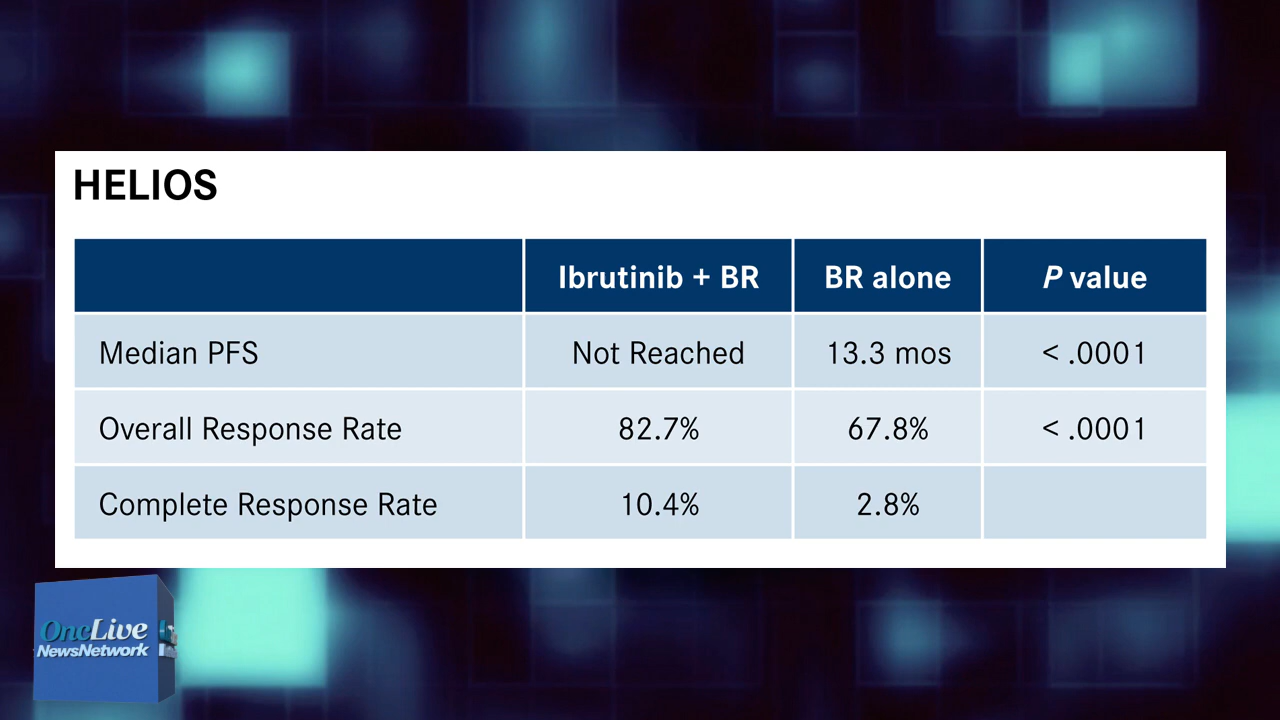 HELIOS
Ibrutinib + BR BR alone P value
Median PFS Not Reached 13.3 mos < .0001
Overall Response Rate 82.7% 67.8% < .0001
Complete Response Rate 10.4% 2.8%
OncLive
NewsNetwork